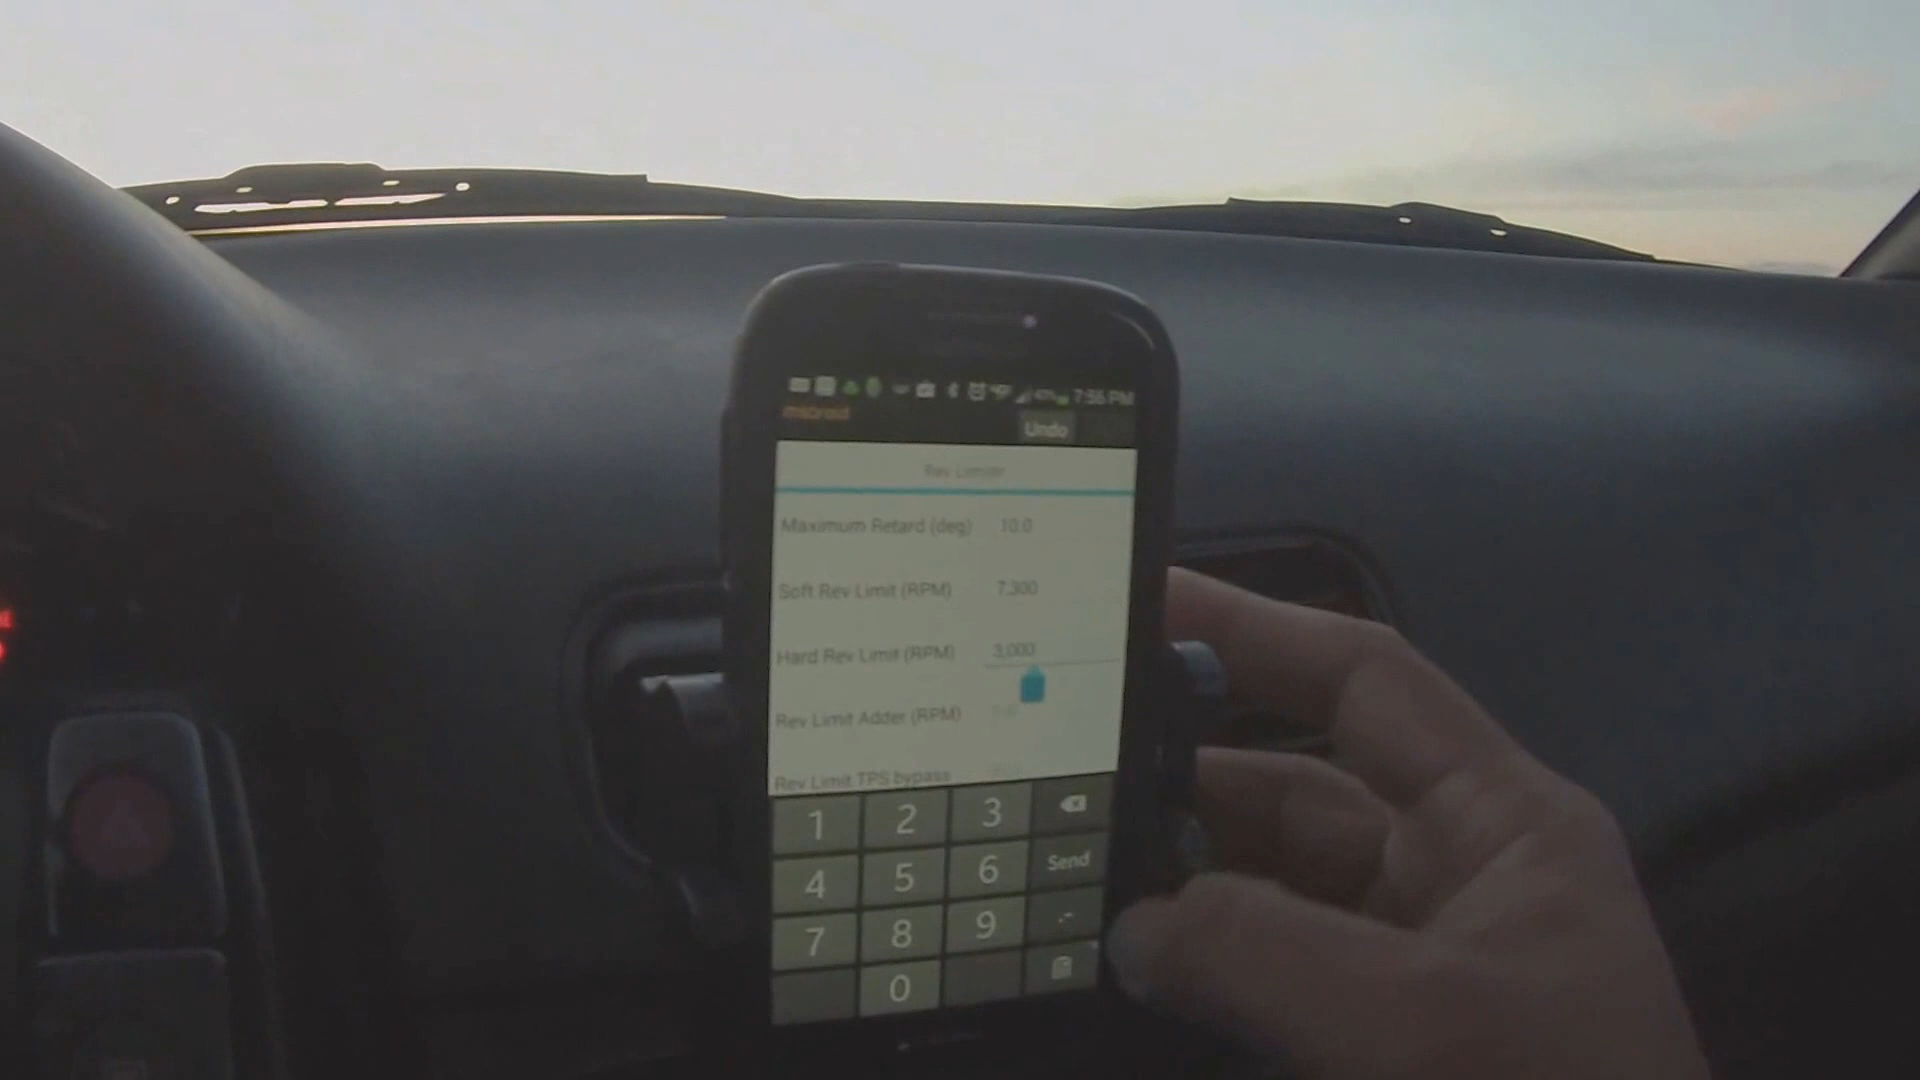 7:56 PM
msdroid
Undo
Rev Limiter
Maximum Retard (deg) 10.0
Soft Rev Limit (RPM) 7,300
Hard Rev Limit (RPM) 3,000
Rev Limit Adder (RPM)
Rev Limit TPS bypass
1 2 3
4 5 6 Send
7 8 9 .-
0